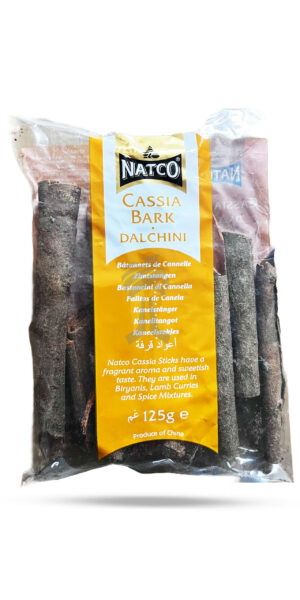 NATCO
CASSIA
BARK
·
DALCHINI
Bâtonnets de Cannelle
Zimtstangen
Bastoncini di Cannella
Palitos de Canela
Kanelstänger
Kaneltangot
Kaneelstokjes
أعواد قرفة
Natco Cassia Sticks have a
fragrant aroma and sweetish
taste. They are used in
Biryanis, Lamb Curries
and Spice Mixtures.
125g e
غم
Product of China